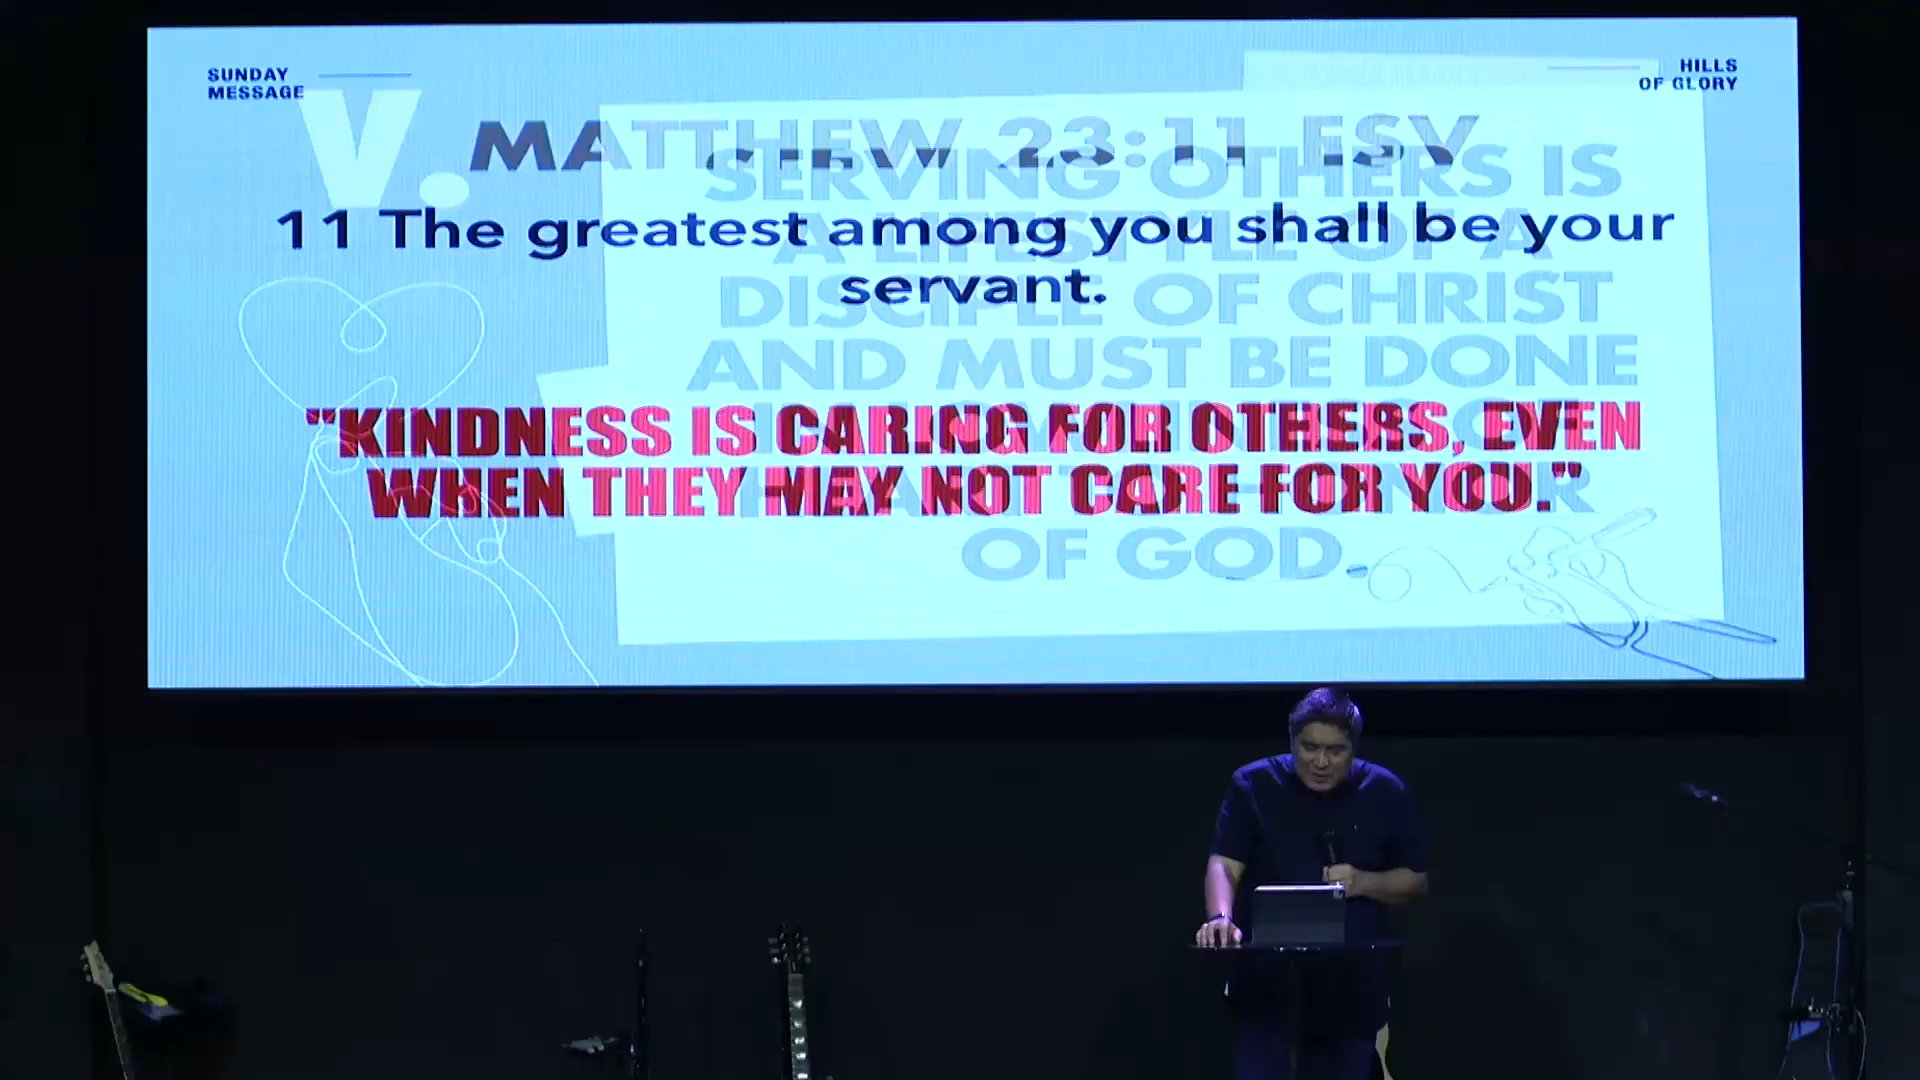 SUNDAY
MESSAGE
HILLS
OF GLORY
V.
MATTHEW 23:11 ESV
11 The greatest among you shall be your
servant.
"KINDNESS IS CARING FOR OTHERS, EVEN
WHEN THEY MAY NOT CARE FOR YOU."
SERVING OTHERS IS
A LIFESTYLE OF A
DISCIPLE OF CHRIST
AND MUST BE DONE
OF GOD.